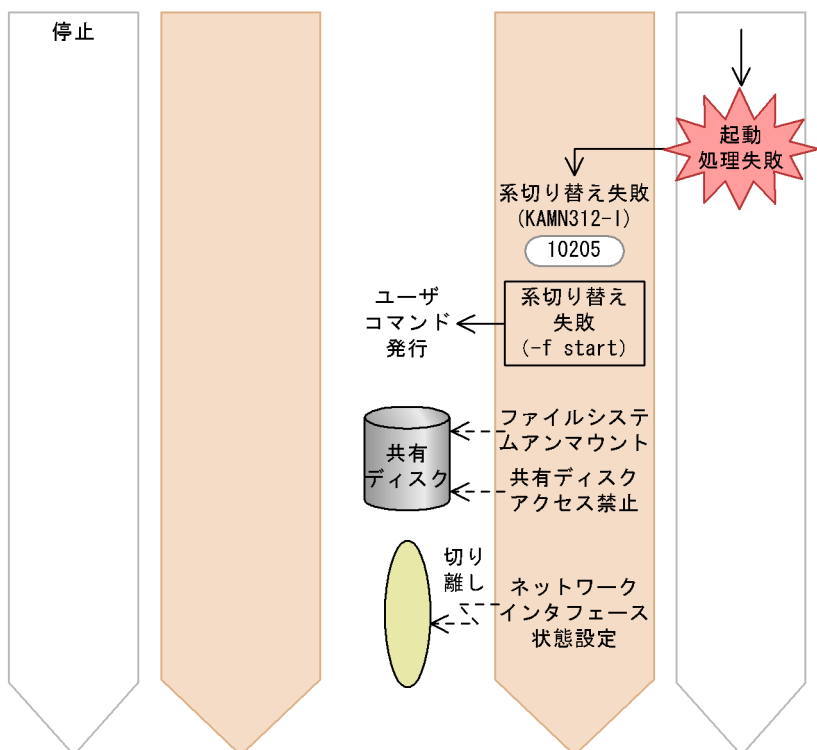 停止
起動
処理失敗
系切り替え失敗
(KAMN312-I)
10205
ユーザ
コマンド
発行
系切り替え
失敗
(-f start)
共有
ディスク
ファイルシステ
ムアンマウント
共有ディスク
アクセス禁止
切り
離し
ネットワーク
インタフェース
状態設定